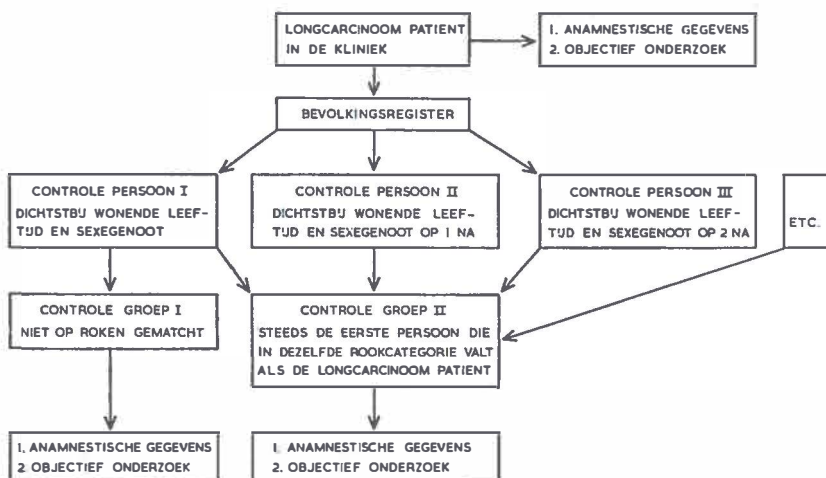 LONGCARCINOOM PATIENT
IN DE KLINIEK
1. ANAMNESTISCHE GEGEVENS
2. OBJECTIEF ONDERZOEK
BEVOLKINGSREGISTER
CONTROLE PERSOON I
DICHTSTBIJ WONENDE LEEF-
TIJD EN SEXEGENOOT
CONTROLE PERSOON II
DICHTSTBIJ WONENDE LEEF-
TIJD EN SEXEGENOOT OP 1 NA
CONTROLE PERSOON III
DICHTSTBIJ WONENDE LEEF-
TIJD EN SEXEGENOOT OP 2 NA
ETC.
CONTROLE GROEP I
NIET OP ROKEN GEMATCHT
CONTROLE GROEP II
STEEDS DE EERSTE PERSOON DIE
IN DEZELFDE ROOKCATEGORIE VALT
ALS DE LONGCARCINOOM PATIENT
1. ANAMNESTISCHE GEGEVENS
2 OBJECTIEF ONDERZOEK
1. ANAMNESTISCHE GEGEVENS
2. OBJECTIEF ONDERZOEK